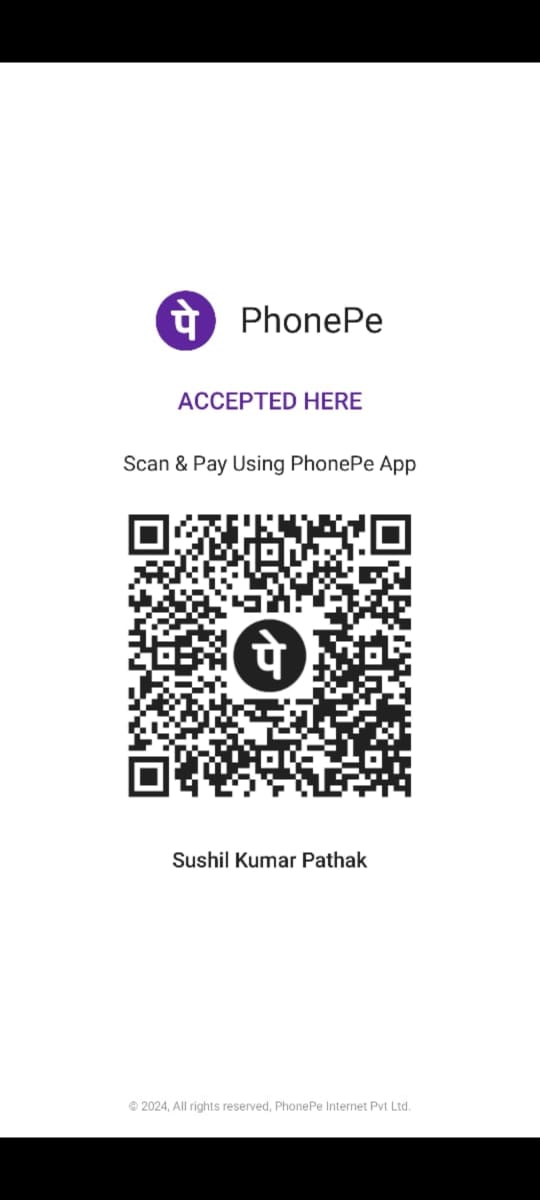 पे PhonePe
ACCEPTED HERE
Scan & Pay Using PhonePe App
पे
Sushil Kumar Pathak
© 2024, All rights reserved, PhonePe Internet Pvt Ltd.